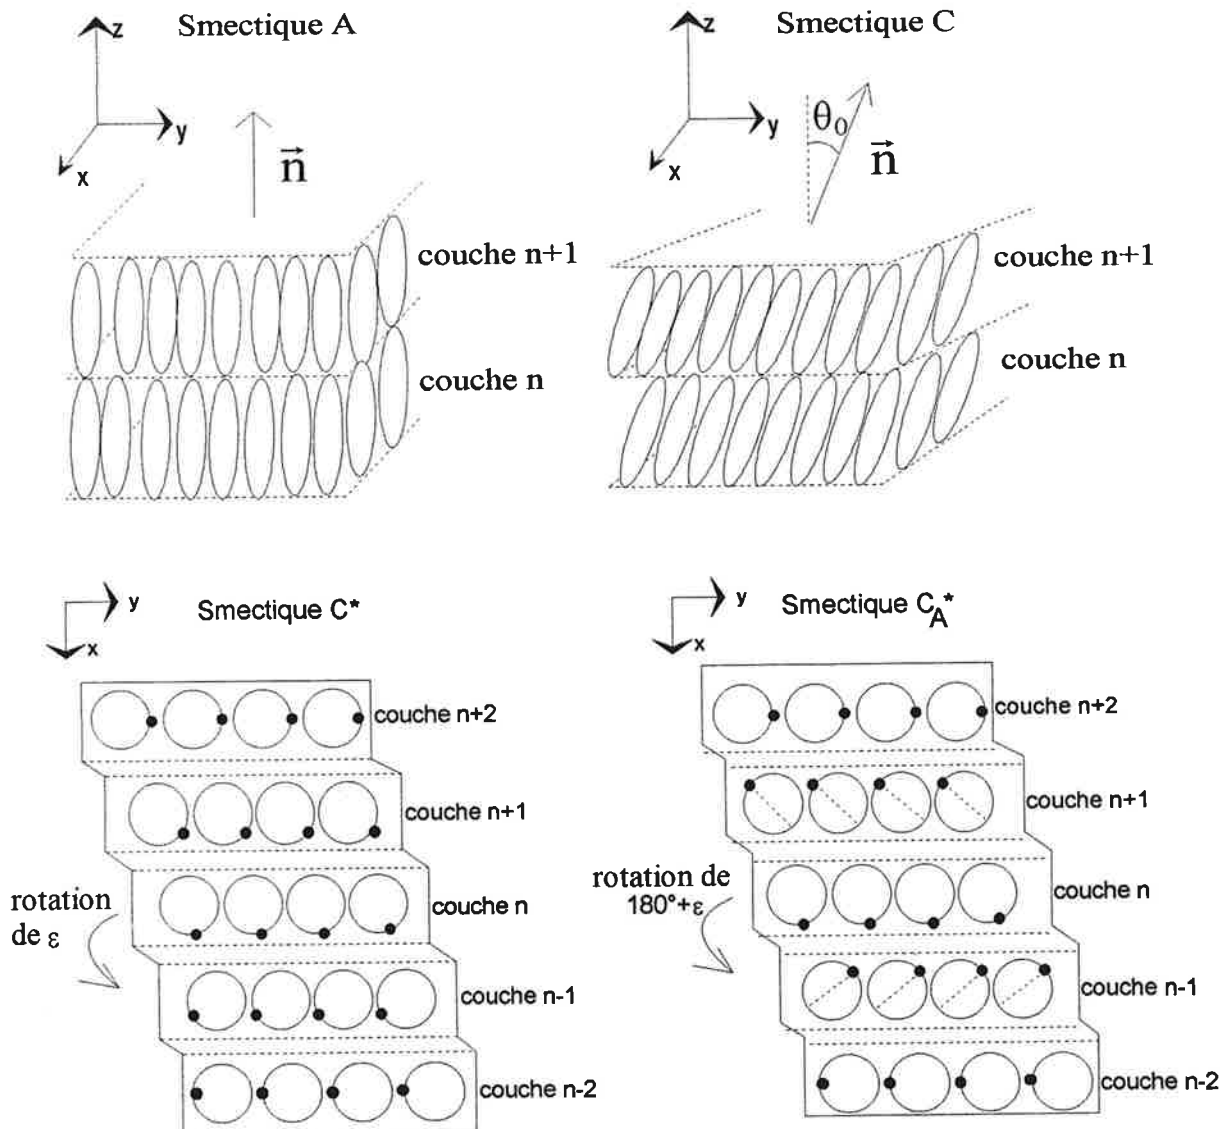 Smectique A
z
y
x
n
couche n+1
couche n
Smectique C
z
y
x
θ0
n
couche n+1
couche n
y
x
Smectique C*
couche n+2
couche n+1
couche n
couche n-1
couche n-2
rotation
de ε
y
x
Smectique CA*
couche n+2
couche n+1
couche n
couche n-1
couche n-2
rotation de
180°+ε